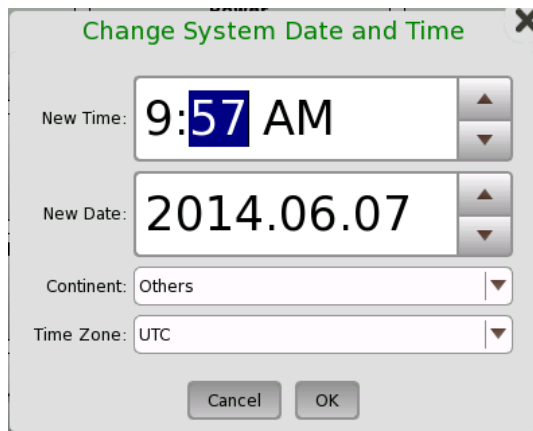 Change System Date and Time
New Time: 9:57 AM
New Date: 2014.06.07
Continent: Others
Time Zone: UTC
Cancel OK